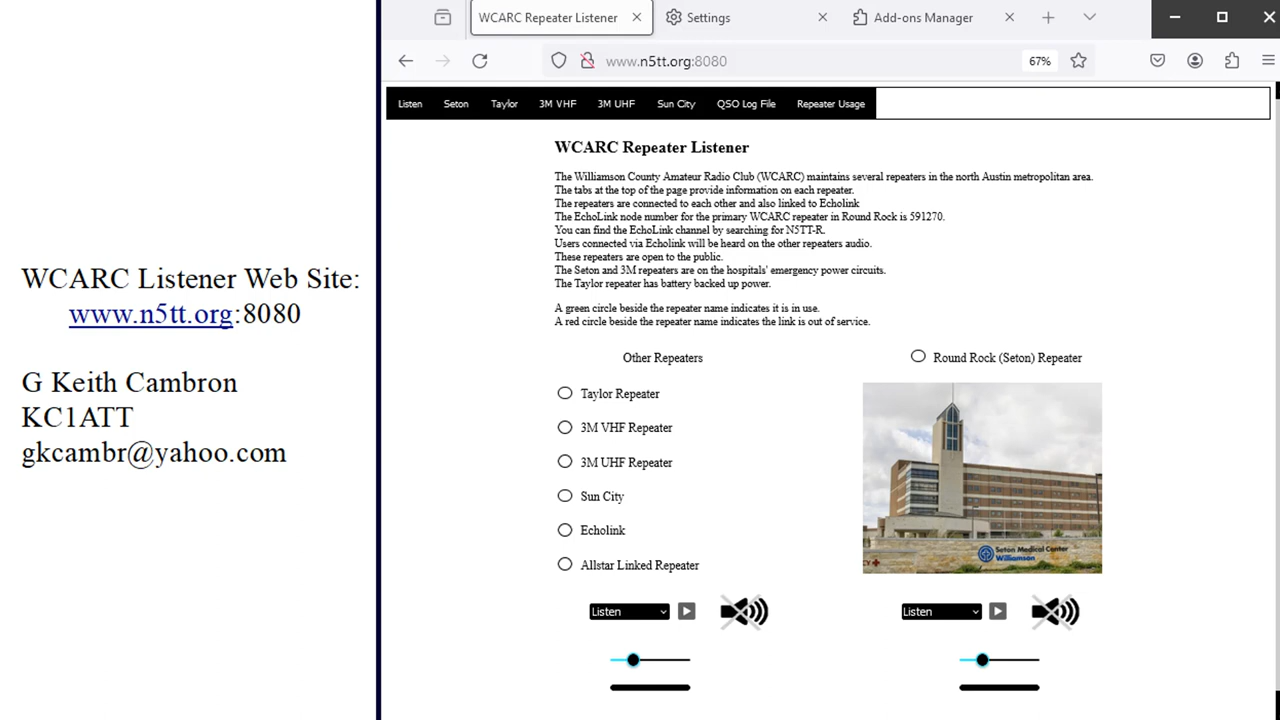 WCARC Listener Web Site:
www.n5tt.org:8080
G Keith Cambron
KC1ATT
gkcambr@yahoo.com
WCARC Repeater Listener
Settings
Add-ons Manager
www.n5tt.org:8080
67%
Listen Seton Taylor 3M VHF 3M UHF Sun City QSO Log File Repeater Usage
WCARC Repeater Listener
The Williamson County Amateur Radio Club (WCARC) maintains several repeaters in the north Austin metropolitan area.
The tabs at the top of the page provide information on each repeater.
The repeaters are connected to each other and also linked to Echolink
The EchoLink node number for the primary WCARC repeater in Round Rock is 591270.
You can find the EchoLink channel by searching for N5TT-R.
Users connected via Echolink will be heard on the other repeaters audio.
These repeaters are open to the public.
The Seton and 3M repeaters are on the hospitals' emergency power circuits.
The Taylor repeater has battery backed up power.
A green circle beside the repeater name indicates it is in use.
A red circle beside the repeater name indicates the link is out of service.
Other Repeaters
Taylor Repeater
3M VHF Repeater
3M UHF Repeater
Sun City
Echolink
Allstar Linked Repeater
Listen
Round Rock (Seton) Repeater
Seton Medical Center
Williamson
Listen